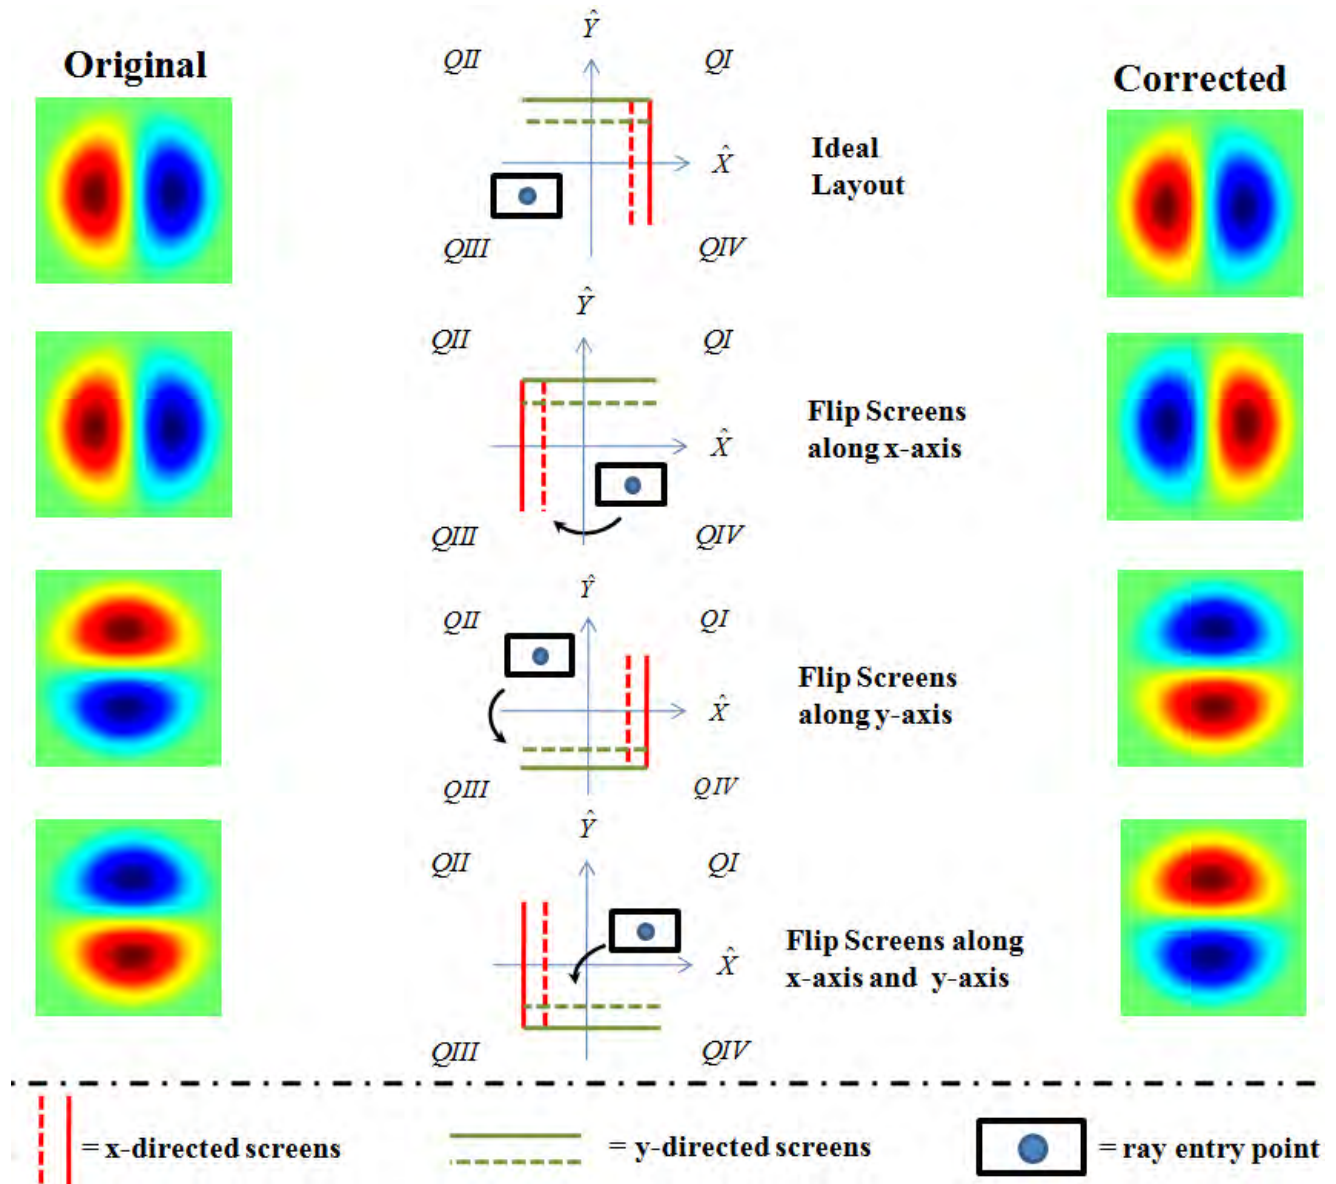 Original
Corrected
Ŷ
QII
QI
X̂
Ideal
Layout
QIII
QIV
Ŷ
QII
QI
Flip Screens
along x-axis
X̂
QIII
QIV
Ŷ
QII
QI
Flip Screens
along y-axis
X̂
QIII
QIV
Ŷ
QII
QI
Flip Screens along
x-axis and y-axis
X̂
QIII
QIV
= x-directed screens
= y-directed screens
= ray entry point